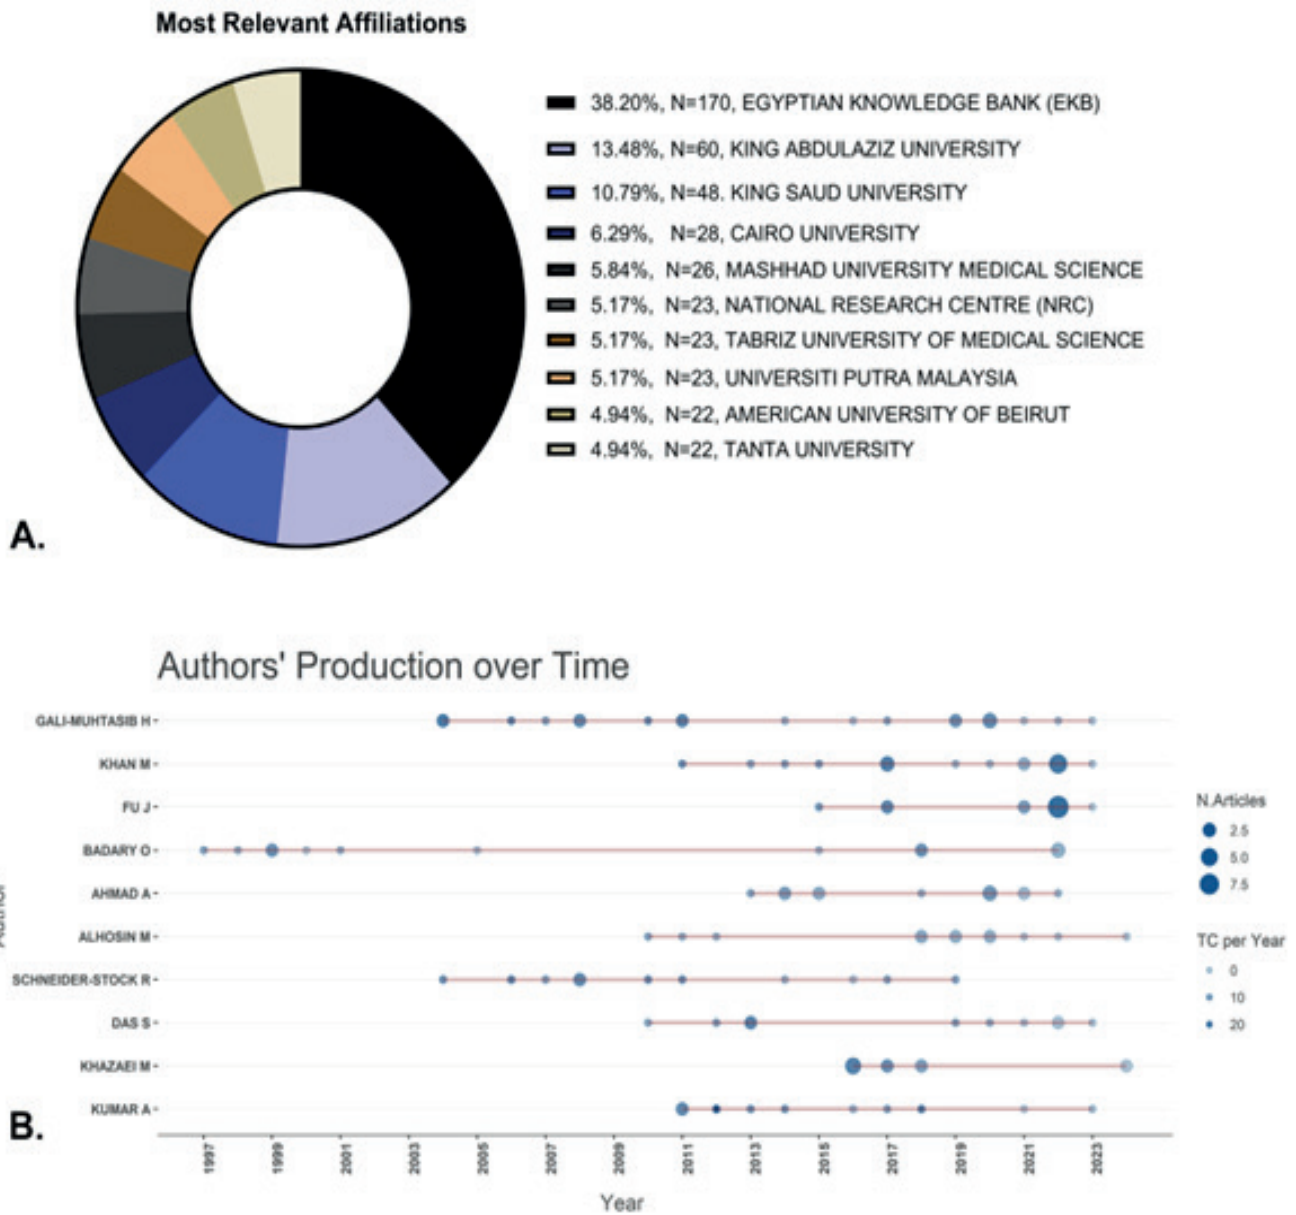 Most Relevant Affiliations
38.20%, N=170, EGYPTIAN KNOWLEDGE BANK (EKB)
13.48%, N=60, KING ABDULAZIZ UNIVERSITY
10.79%, N=48. KING SAUD UNIVERSITY
6.29%, N=28, CAIRO UNIVERSITY
5.84%, N=26, MASHHAD UNIVERSITY MEDICAL SCIENCE
5.17%, N=23, NATIONAL RESEARCH CENTRE (NRC)
5.17%, N=23, TABRIZ UNIVERSITY OF MEDICAL SCIENCE
5.17%, N=23, UNIVERSITI PUTRA MALAYSIA
4.94%, N=22, AMERICAN UNIVERSITY OF BEIRUT
4.94%, N=22, TANTA UNIVERSITY
A.
Authors' Production over Time
GALI-MUHTASIB H
KHAN M
FU J
BADARY O
AHMAD A
ALHOSIN M
SCHNEIDER-STOCK R
DAS S
KHAZAEI M
KUMAR A
N.Articles
2.5
5.0
7.5
TC per Year
0
10
20
B.
1997 1999 2001 2003 2005 2007 2009 2011 2013 2015 2017 2019 2021 2023
Year